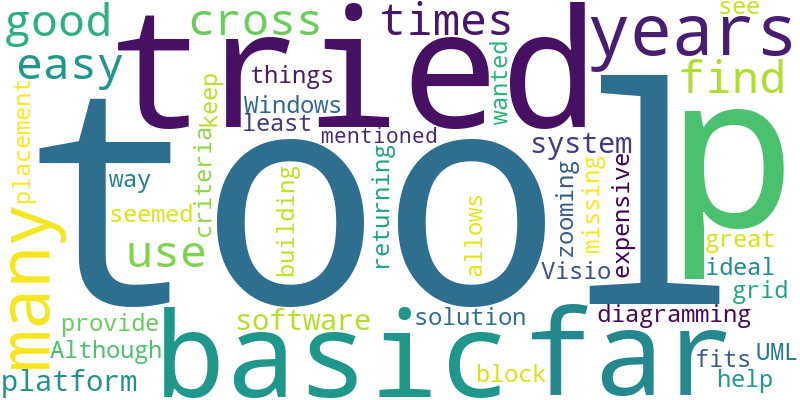 good
cross
times
years
see
easy
tried
find
things
Windows
wanted
keep
least
mentioned
placement
criteria
tool
p
system
way
seemed
building
returning
allows
zooming
missing
expensive
great
many
use
Visio
ideal
grid
provide
software
solution
diagramming
Although
basic
far
fits
UML
platform
block
help